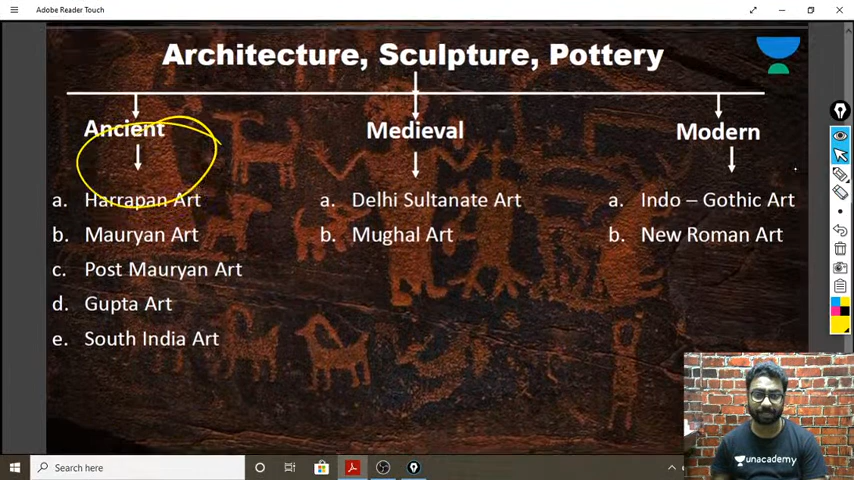 Adobe Reader Touch
Architecture, Sculpture, Pottery
Ancient
a. Harrapan Art
b. Mauryan Art
c. Post Mauryan Art
d. Gupta Art
e. South India Art
Medieval
a. Delhi Sultanate Art
b. Mughal Art
Modern
a. Indo – Gothic Art
b. New Roman Art
unacademy
Search here